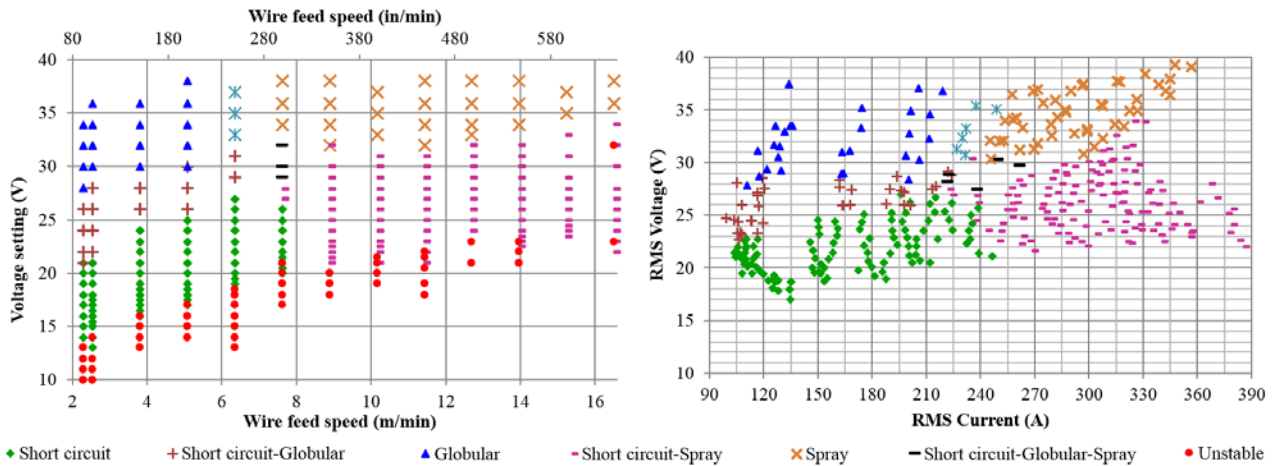 Wire feed speed (in/min)
80 180 280 380 480 580
40
35
30
25
20
15
10
Voltage setting (V)
2 4 6 8 10 12 14 16
Wire feed speed (m/min)
40
35
30
25
20
15
10
RMS Voltage (V)
90 120 150 180 210 240 270 300 330 360 390
RMS Current (A)
Short circuit Short circuit-Globular Globular Short circuit-Spray Spray Short circuit-Globular-Spray Unstable